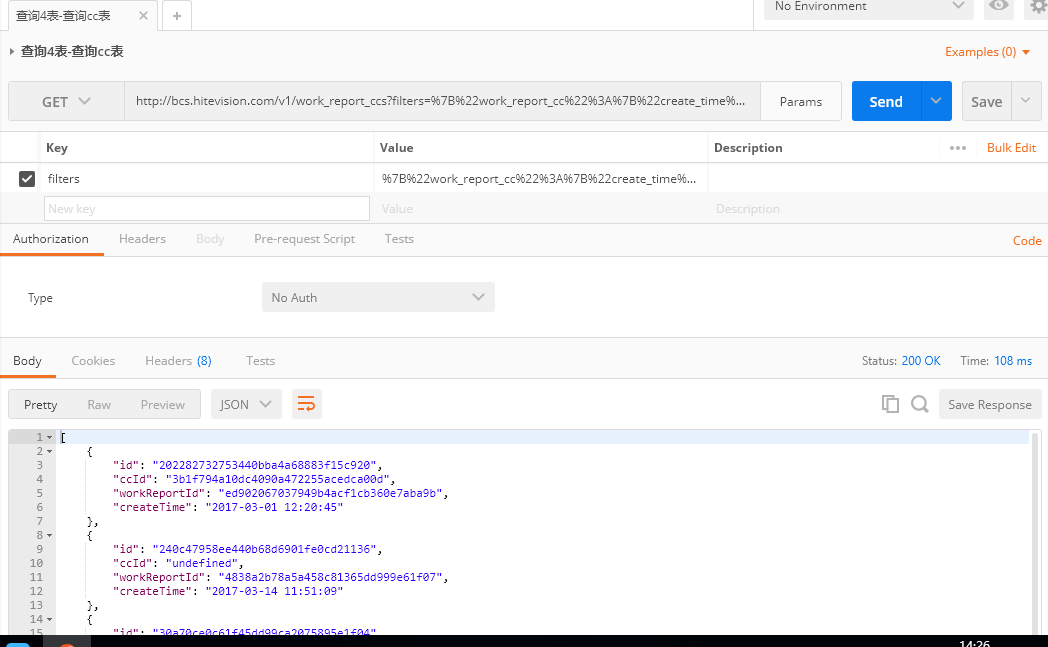 查询4表-查询cc表
No Environment
查询4表-查询cc表
Examples (0)
GET
http://bcs.hitevision.com/v1/work_report_ccs?filters=%7B%22work_report_cc%22%3A%7B%22create_time%...
Params
Send
Save
Key
Value
Description
Bulk Edit
filters
%7B%22work_report_cc%22%3A%7B%22create_time%...
New key
Value
Description
Authorization
Headers
Body
Pre-request Script
Tests
Code
Type
No Auth
Body
Cookies
Headers (8)
Tests
Status: 200 OK
Time: 108 ms
Pretty
Raw
Preview
JSON
Save Response
1 [
2 {
3 "id": "202282732753440bba4a68883f15c920",
4 "ccId": "3b1f794a10dc4090a472255acedca00d",
5 "workReportId": "ed902067037949b4acf1cb360e7aba9b",
6 "createTime": "2017-03-01 12:20:45"
7 },
8 {
9 "id": "240c47958ee440b68d6901fe0cd21136",
10 "ccId": "undefined",
11 "workReportId": "4838a2b78a5a458c81365dd999e61f07",
12 "createTime": "2017-03-14 11:51:09"
13 },
14 {
15 "id": "30a70ce0c61f45dd99ca2075895e1f04"
14:26